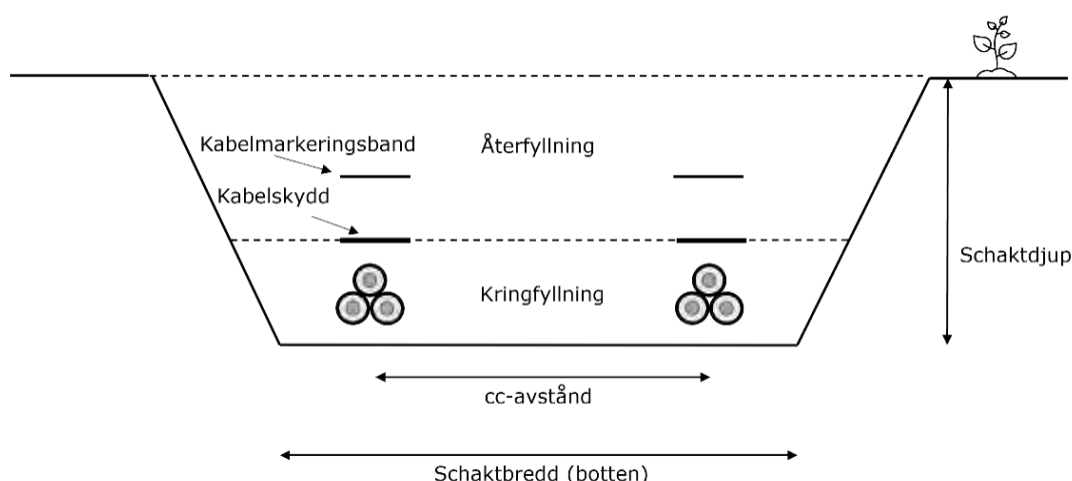 Kabelmarkeringsband
Återfyllning
Kabelskydd
Schaktdjup
Kringfyllning
cc-avstånd
Schaktbredd (botten)